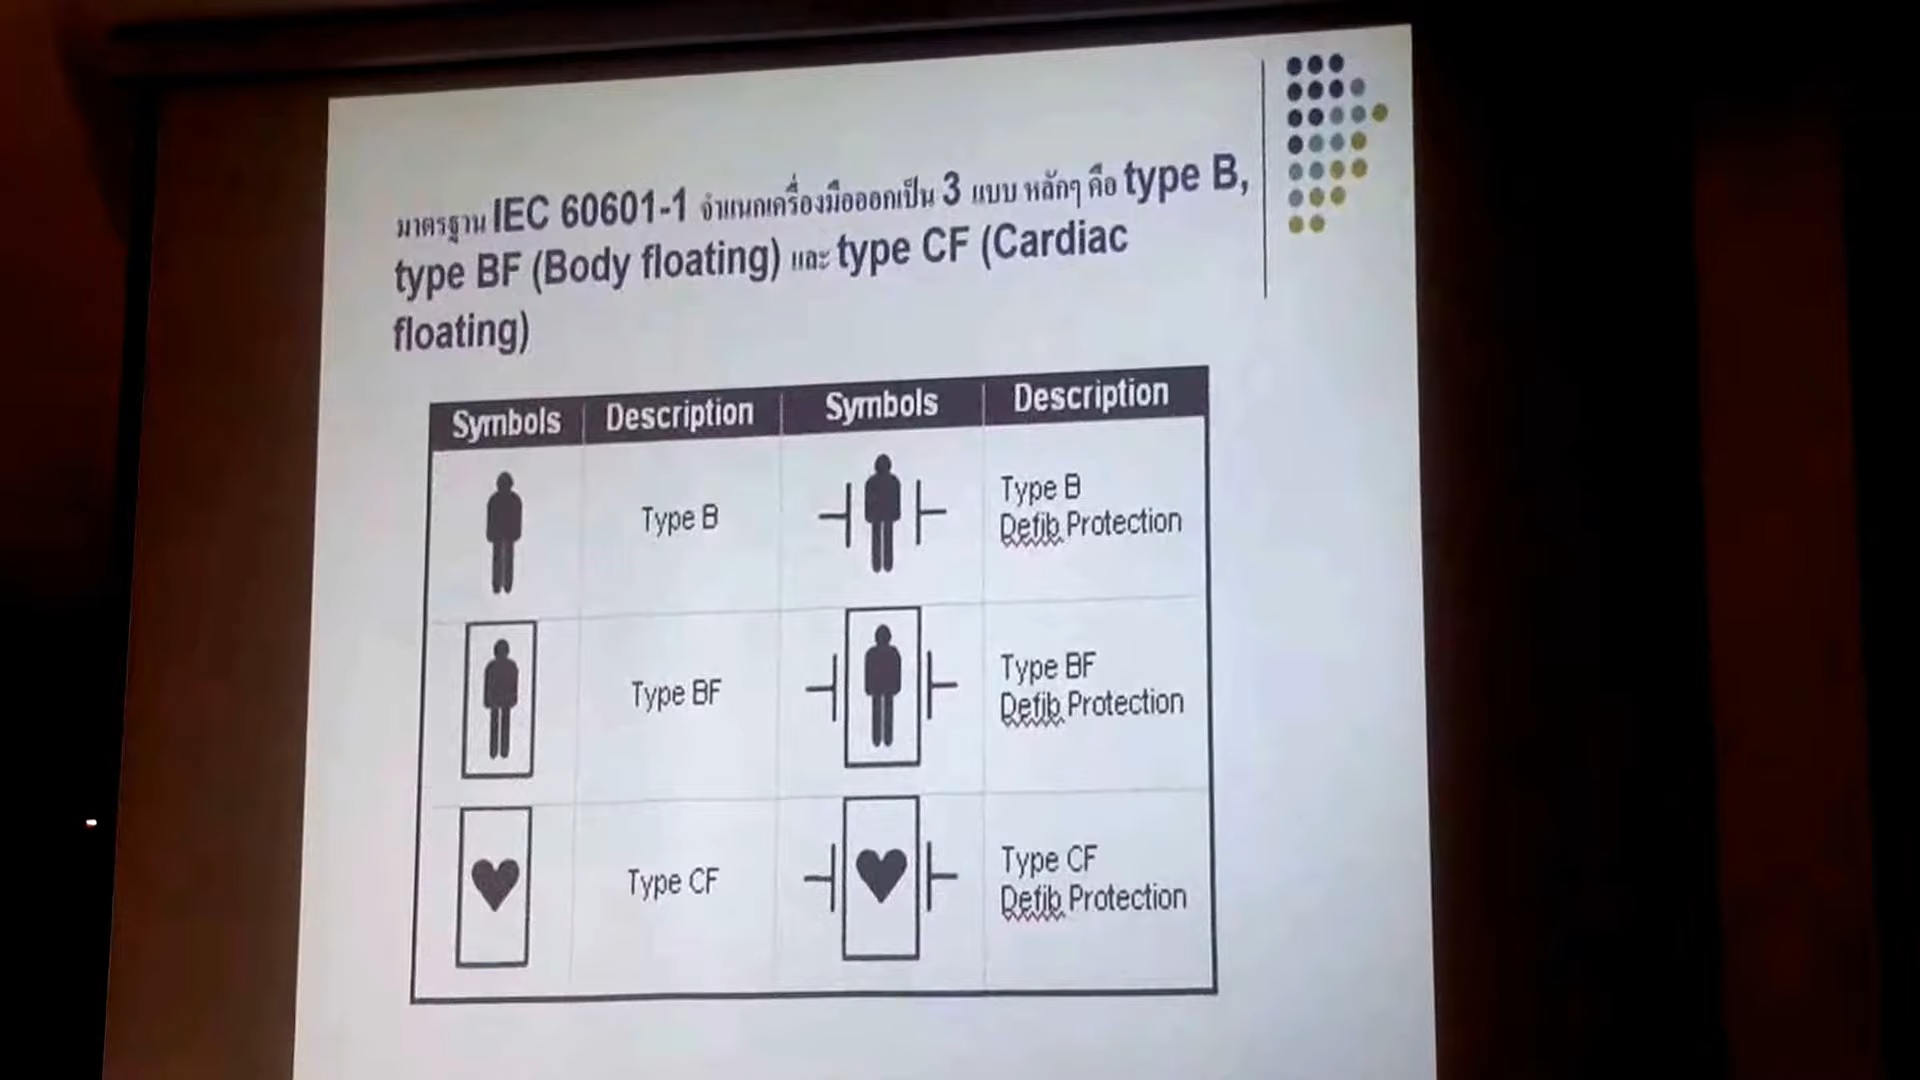 มาตรฐาน IEC 60601-1 จำแนกเครื่องมือออกเป็น 3 แบบ หลักๆ คือ type B,
type BF (Body floating) และ type CF (Cardiac
floating)
Symbols Description Symbols Description
Type B
Type B
Defib Protection
Type BF
Type BF
Defib Protection
Type CF
Type CF
Defib Protection